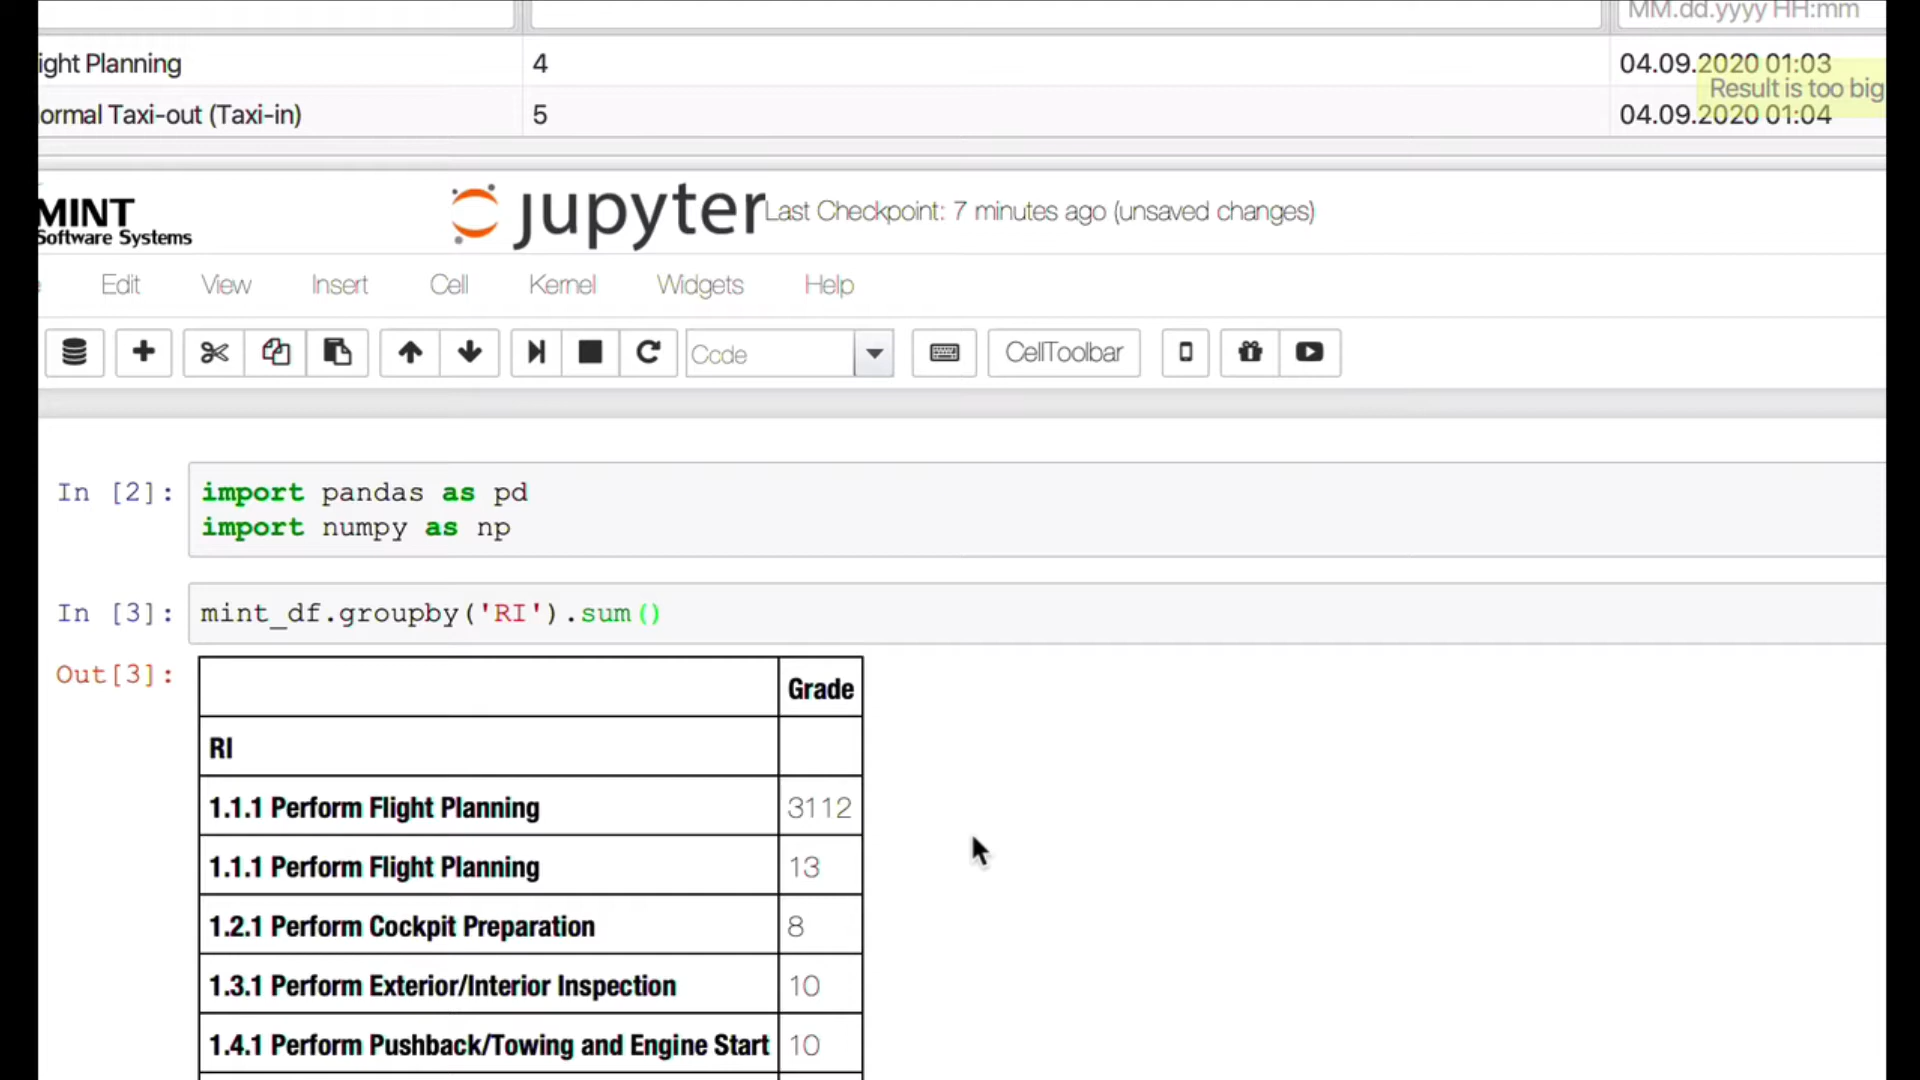 MM.dd.yyyy HH:mm
ight Planning 4 04.09.2020 01:03
Result is too big
ormal Taxi-out (Taxi-in) 5 04.09.2020 01:04
MINT
Software Systems
jupyter Last Checkpoint: 7 minutes ago (unsaved changes)
Edit View Insert Cell Kernel Widgets Help
Code CellToolbar
In [2]: import pandas as pd
import numpy as np
In [3]: mint_df.groupby('RI').sum()
Out[3]:
Grade
RI
1.1.1 Perform Flight Planning 3112
1.1.1 Perform Flight Planning 13
1.2.1 Perform Cockpit Preparation 8
1.3.1 Perform Exterior/Interior Inspection 10
1.4.1 Perform Pushback/Towing and Engine Start 10